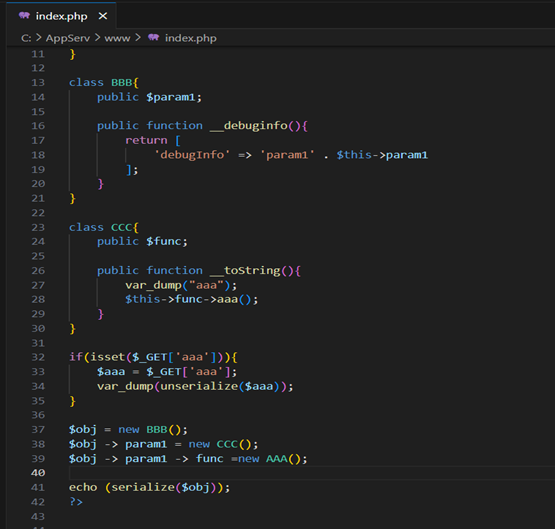 index.php ×
C: > AppServ > www > index.php
11 }
12
13 class BBB{
14 public $param1;
15
16 public function __debuginfo(){
17 return [
18 'debugInfo' => 'param1' . $this->param1
19 ];
20 }
21 }
22
23 class CCC{
24 public $func;
25
26 public function __toString(){
27 var_dump("aaa");
28 $this->func->aaa();
29 }
30 }
31
32 if(isset($_GET['aaa'])){
33 $aaa = $_GET['aaa'];
34 var_dump(unserialize($aaa));
35 }
36
37 $obj = new BBB();
38 $obj -> param1 = new CCC();
39 $obj -> param1 -> func =new AAA();
40
41 echo (serialize($obj));
42 ?>
43